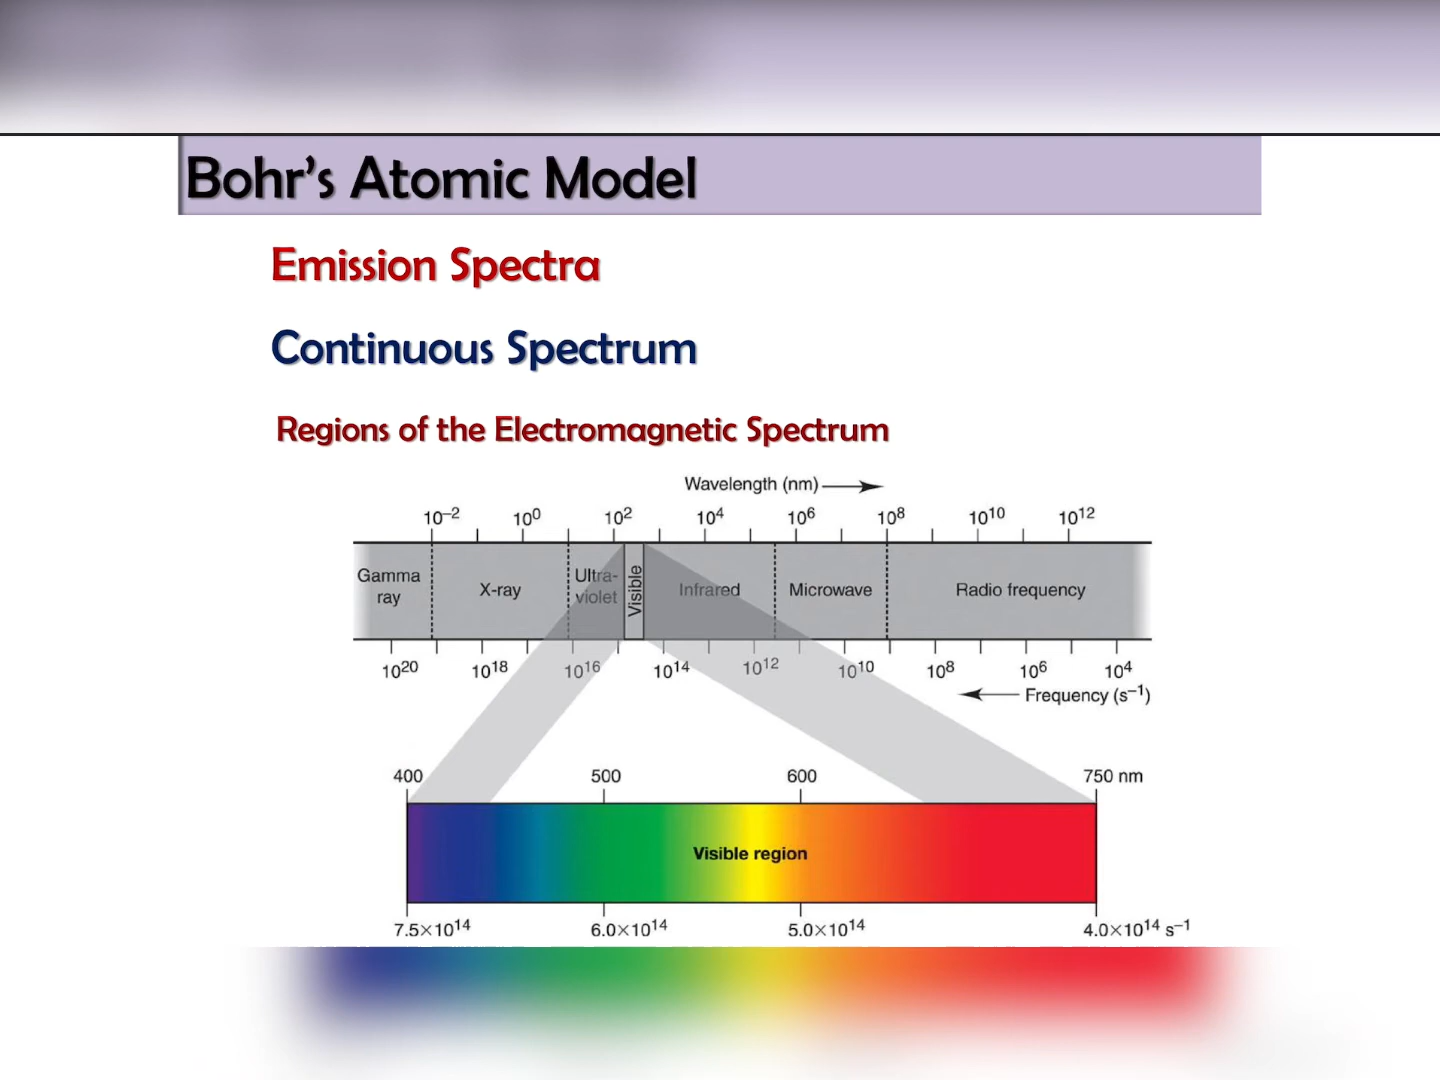 Bohr's Atomic Model
Emission Spectra
Continuous Spectrum
Regions of the Electromagnetic Spectrum
Wavelength (nm)
10⁻² 10⁰ 10² 10⁴ 10⁶ 10⁸ 10¹⁰ 10¹²
Gamma ray
X-ray
Ultra-violet
Visible
Infrared
Microwave
Radio frequency
10²⁰ 10¹⁸ 10¹⁶ 10¹⁴ 10¹² 10¹⁰ 10⁸ 10⁶ 10⁴
Frequency (s⁻¹)
400 500 600 750 nm
Visible region
7.5×10¹⁴ 6.0×10¹⁴ 5.0×10¹⁴ 4.0×10¹⁴ s⁻¹